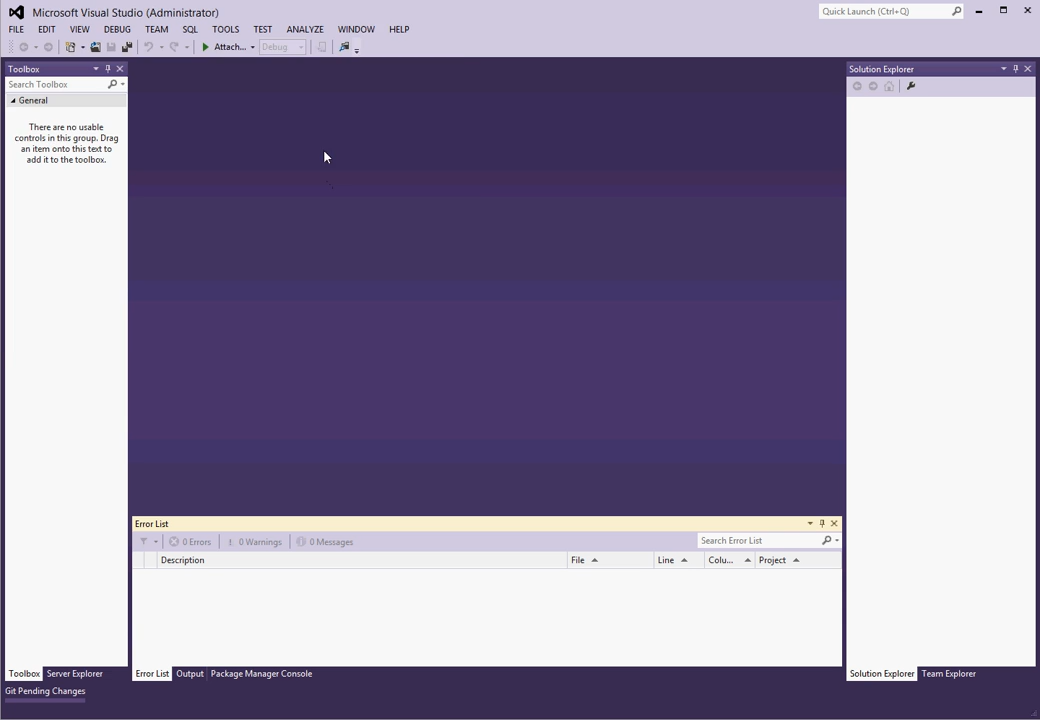 Microsoft Visual Studio (Administrator)
Quick Launch (Ctrl+Q)
FILE EDIT VIEW DEBUG TEAM SQL TOOLS TEST ANALYZE WINDOW HELP
Attach... Debug
Toolbox
Search Toolbox
General
There are no usable
controls in this group. Drag
an item onto this text to
add it to the toolbox.
Solution Explorer
Error List
0 Errors 0 Warnings 0 Messages
Search Error List
Description File Line Colu... Project
Toolbox Server Explorer
Error List Output Package Manager Console
Solution Explorer Team Explorer
Git Pending Changes